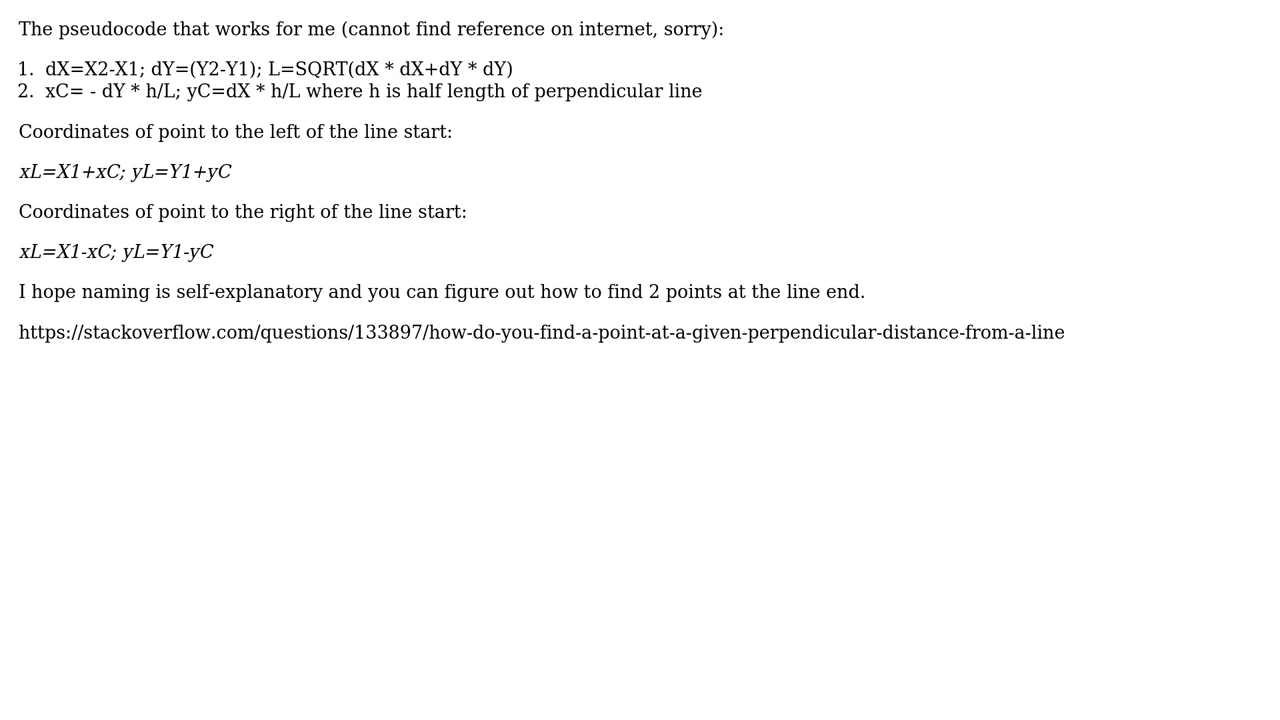 The pseudocode that works for me (cannot find reference on internet, sorry):
1. dX=X2-X1; dY=(Y2-Y1); L=SQRT(dX * dX+dY * dY)
2. xC= - dY * h/L; yC=dX * h/L where h is half length of perpendicular line
Coordinates of point to the left of the line start:
xL=X1+xC; yL=Y1+yC
Coordinates of point to the right of the line start:
xL=X1-xC; yL=Y1-yC
I hope naming is self-explanatory and you can figure out how to find 2 points at the line end.
https://stackoverflow.com/questions/133897/how-do-you-find-a-point-at-a-given-perpendicular-distance-from-a-line